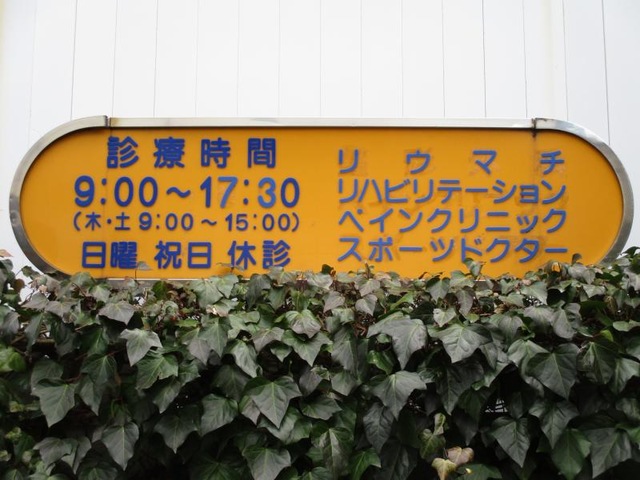 診療時間
9:00～17:30
(木・土 9:00～15:00)
日曜 祝日 休診
リウマチ
リハビリテーション
ペインクリニック
スポーツドクター